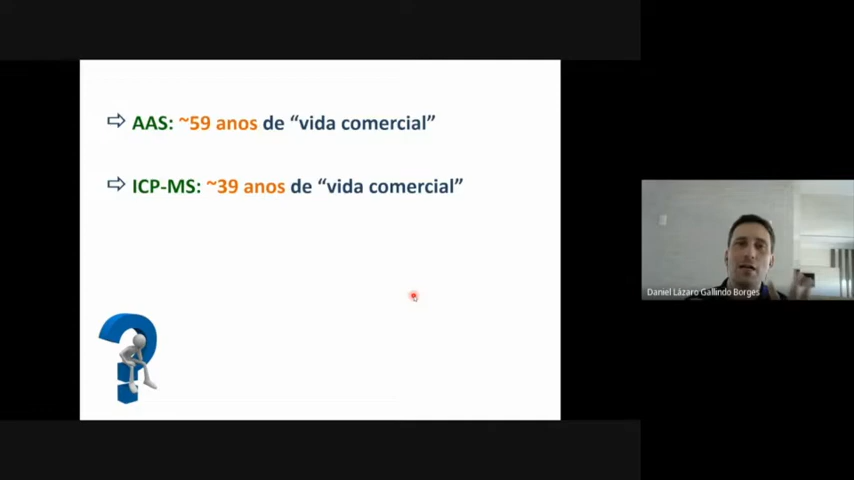 AAS: ~59 anos de “vida comercial”
ICP-MS: ~39 anos de “vida comercial”
Daniel Lázaro Gallindo Borges